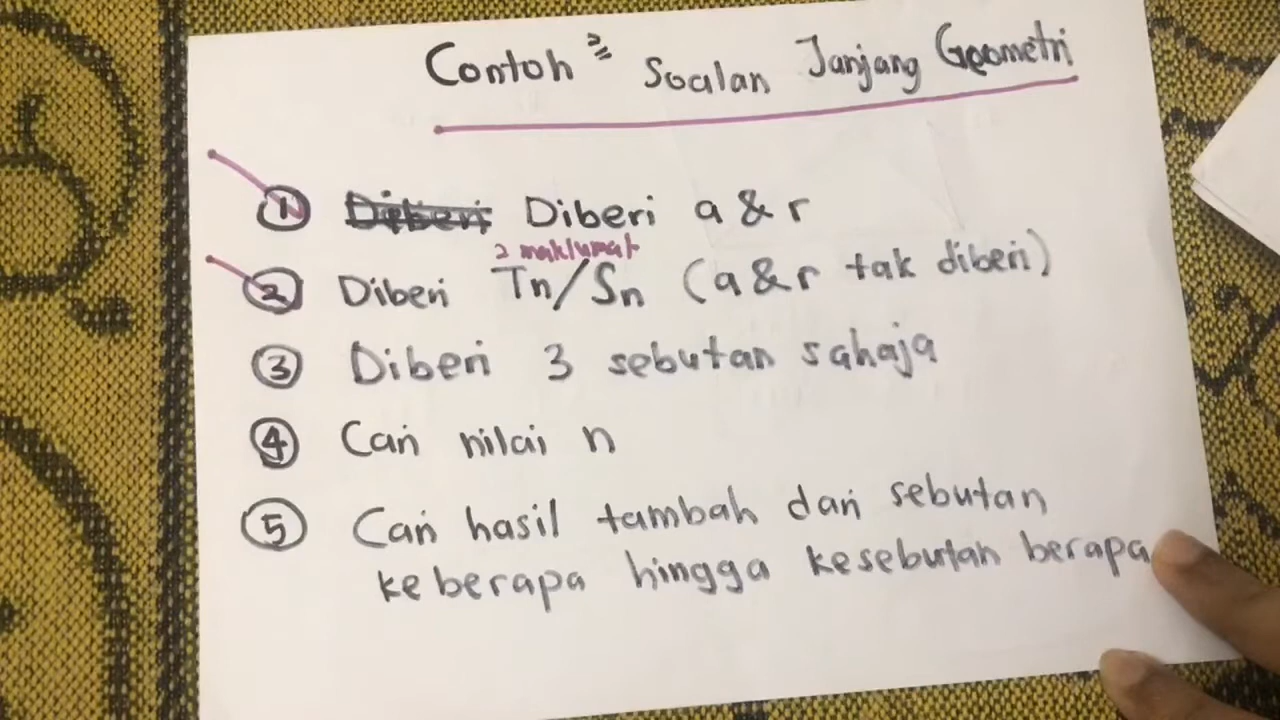 Contoh² Soalan Janjang Geometri
① Diberi Diberi a & r
2 maklumat
② Diberi Tn/Sn (a & r tak diberi)
③ Diberi 3 sebutan sahaja
④ Cari nilai n
⑤ Cari hasil tambah dari sebutan
keberapa hingga kesebutan berapa